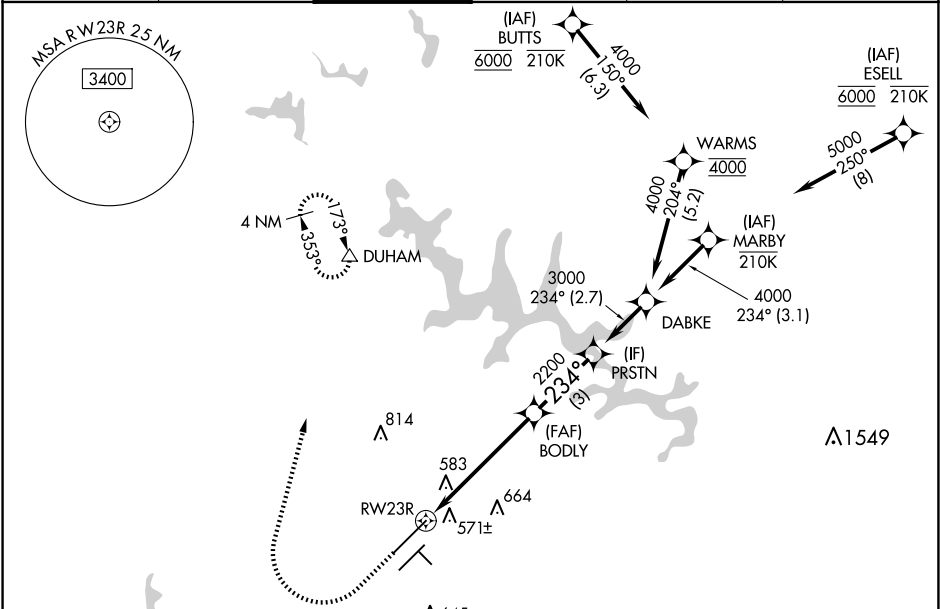 MSA RW23R 25 NM
3400
(IAF)
BUTTS
6000 210K
4000
150°
(6.3)
(IAF)
ESELL
6000 210K
5000
250°
(8)
WARMS
4000
4000
204°
(5.2)
(IAF)
MARBY
210K
4 NM
173°
353°
DUHAM
3000
234° (2.7)
4000
234° (3.1)
DABKE
(IF)
PRSTN
2200
234°
(3)
(FAF)
BODLY
814
1549
583
664
RW23R
571±